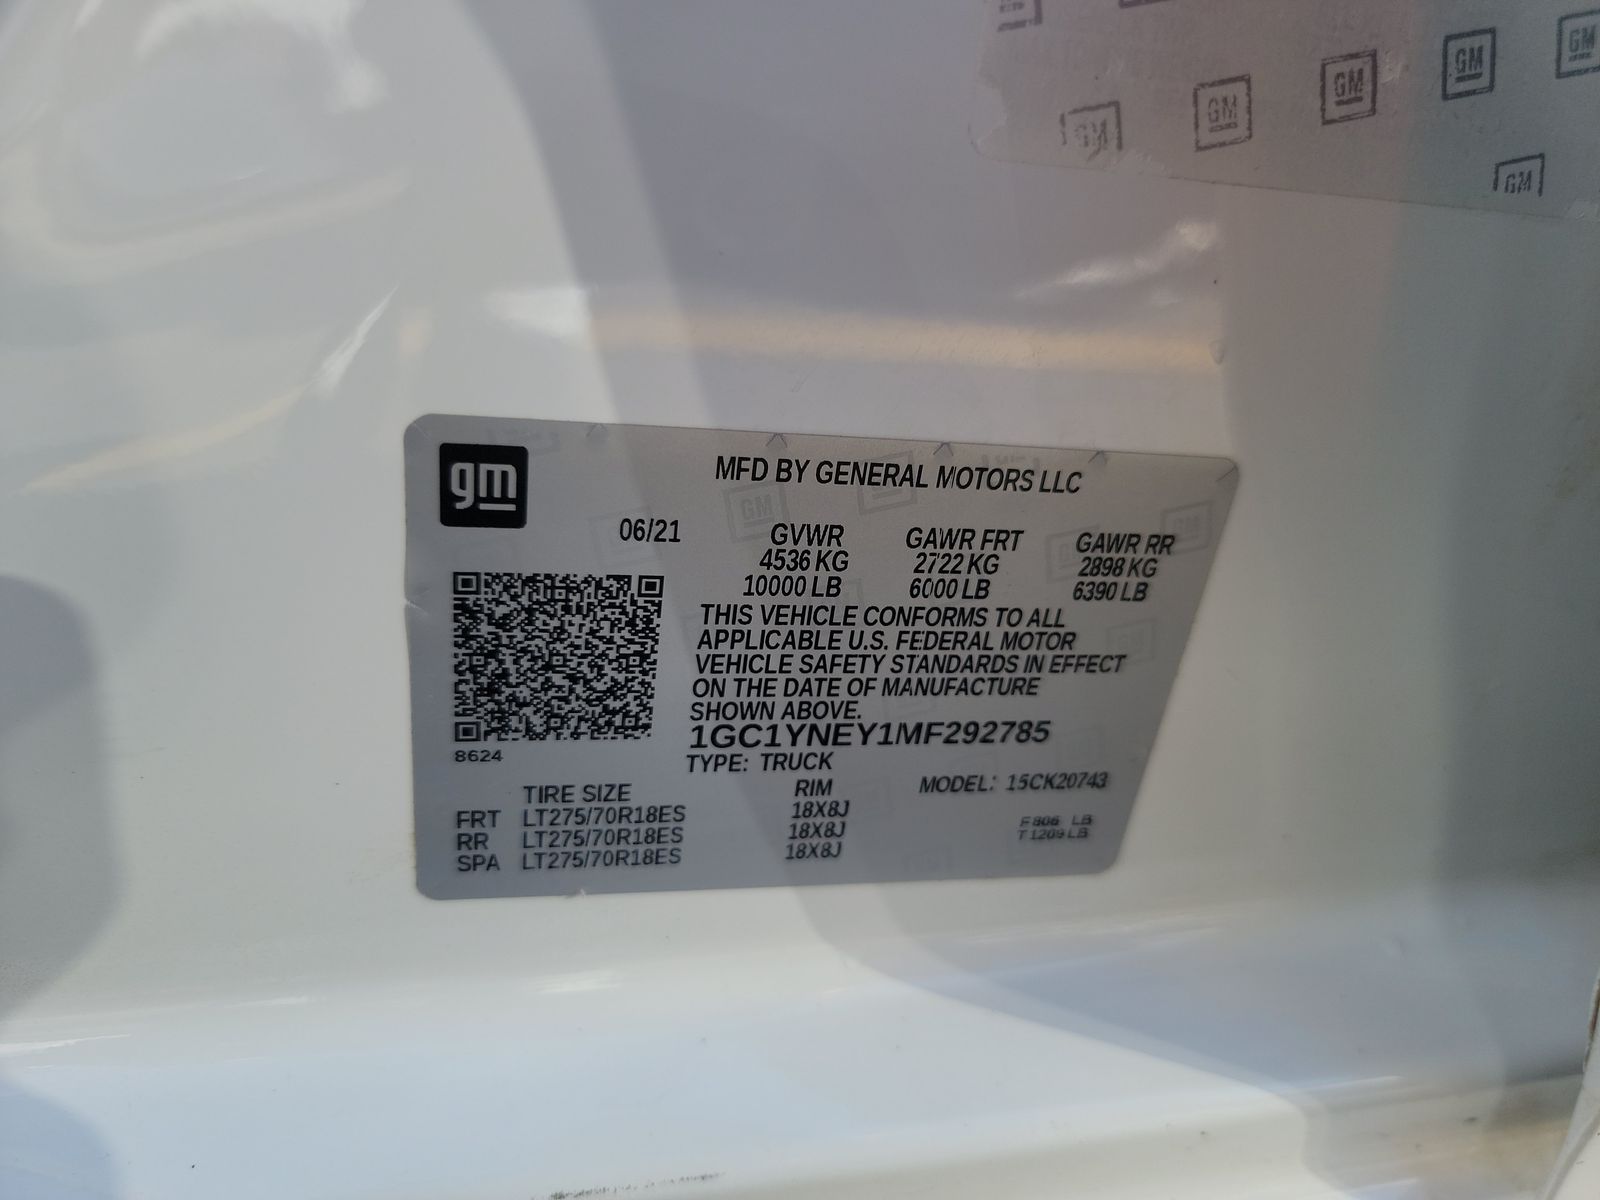 GM GM GM GM
GM
gm
MFD BY GENERAL MOTORS LLC
06/21 GVWR GAWR FRT GAWR RR
4536 KG 2722 KG 2898 KG
10000 LB 6000 LB 6390 LB
THIS VEHICLE CONFORMS TO ALL
APPLICABLE U.S. FEDERAL MOTOR
VEHICLE SAFETY STANDARDS IN EFFECT
ON THE DATE OF MANUFACTURE
SHOWN ABOVE.
1GC1YNEY1MF292785
8624
TYPE: TRUCK
TIRE SIZE RIM MODEL: 15CK20743
FRT LT275/70R18ES 18X8J
RR LT275/70R18ES 18X8J
SPA LT275/70R18ES 18X8J
F 806 LB
T 1209 LB